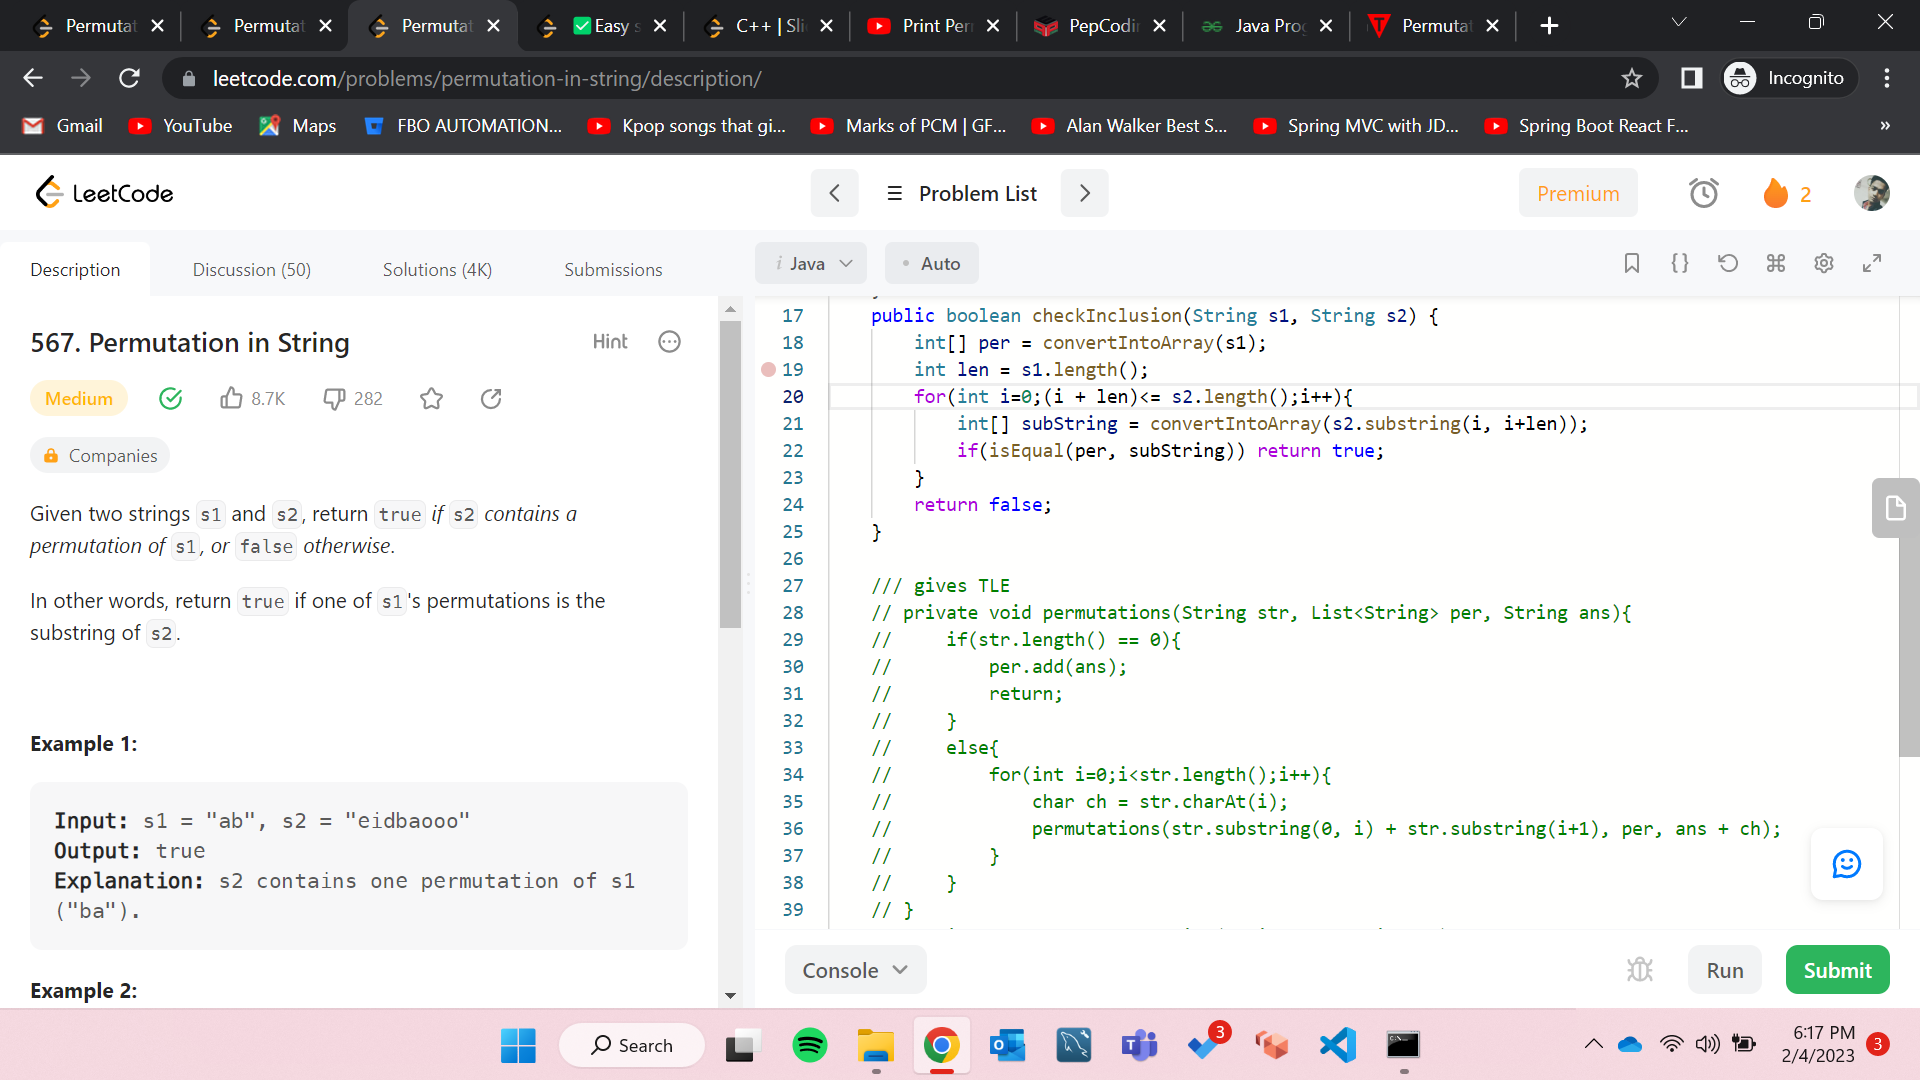 Permutat
Permutat
Permutat
Easy s
C++ | Sli
Print Per
PepCodin
Java Prog
Permutat
leetcode.com/problems/permutation-in-string/description/
Incognito
Gmail
YouTube
Maps
FBO AUTOMATION...
Kpop songs that gi...
Marks of PCM | GF...
Alan Walker Best S...
Spring MVC with JD...
Spring Boot React F...
»
LeetCode
Problem List
Premium
2
Description
Discussion (50)
Solutions (4K)
Submissions
i Java
• Auto
567. Permutation in String
Hint
Medium
8.7K
282
Companies
Given two strings s1 and s2, return true if s2 contains a
permutation of s1, or false otherwise.
In other words, return true if one of s1's permutations is the
substring of s2.
Example 1:
Input: s1 = "ab", s2 = "eidbaooo"
Output: true
Explanation: s2 contains one permutation of s1
("ba").
Example 2:
17 public boolean checkInclusion(String s1, String s2) {
18 int[] per = convertIntoArray(s1);
19 int len = s1.length();
20 for(int i=0;(i + len)<= s2.length();i++){
21 int[] subString = convertIntoArray(s2.substring(i, i+len));
22 if(isEqual(per, subString)) return true;
23 }
24 return false;
25 }
26
27 /// gives TLE
28 // private void permutations(String str, List<String> per, String ans){
29 // if(str.length() == 0){
30 // per.add(ans);
31 // return;
32 // }
33 // else{
34 // for(int i=0;i<str.length();i++){
35 // char ch = str.charAt(i);
36 // permutations(str.substring(0, i) + str.substring(i+1), per, ans + ch);
37 // }
38 // }
39 // }
Console
Run
Submit
Search
3
6:17 PM
2/4/2023
3